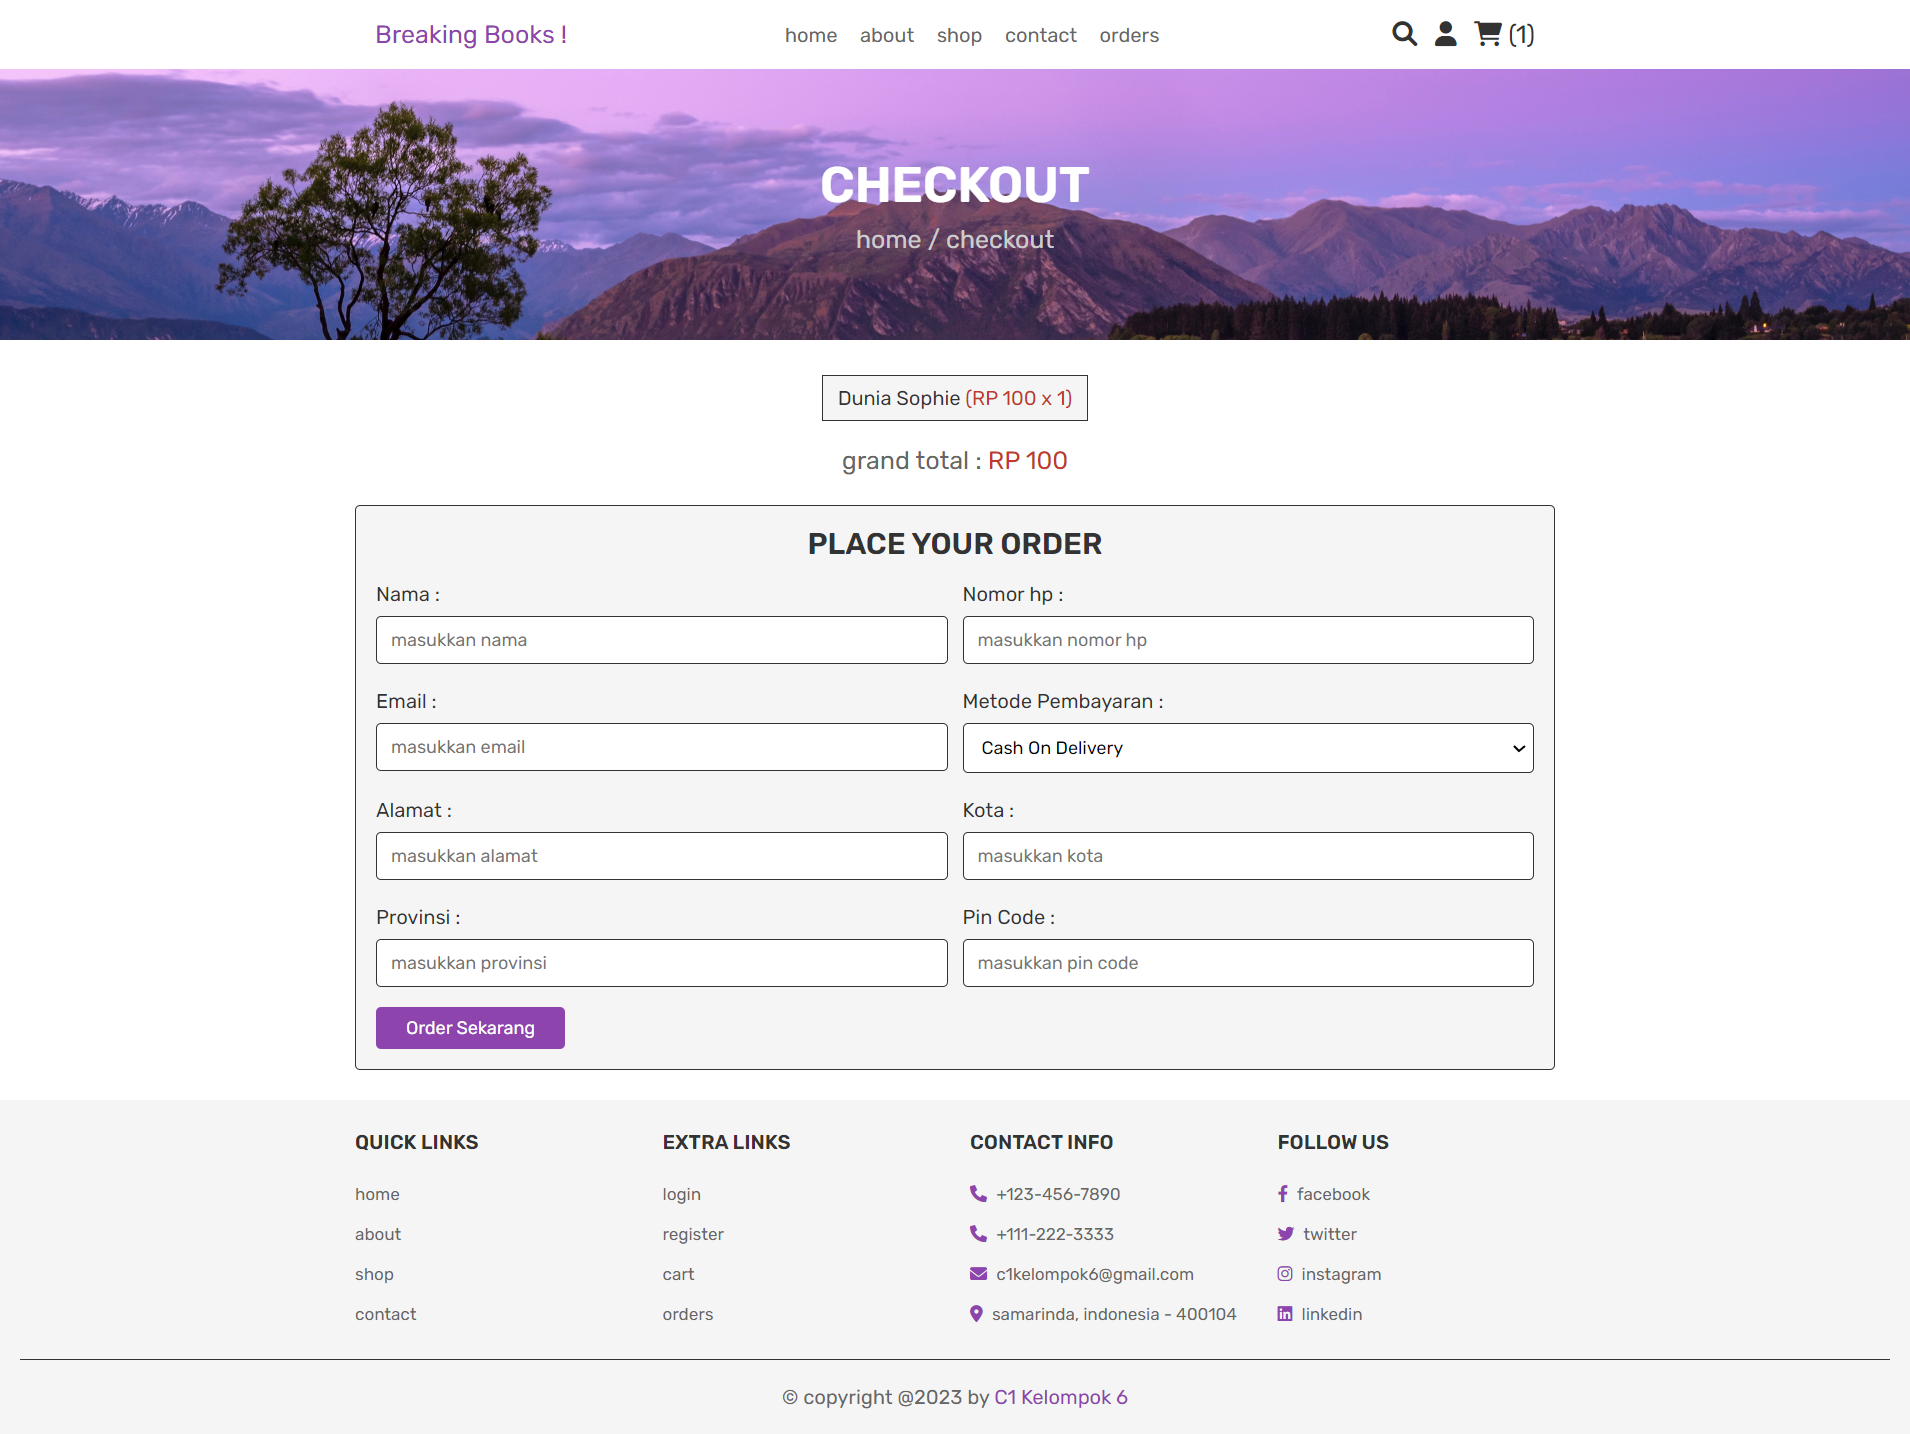 Breaking Books ! home about shop contact orders (1)
CHECKOUT
home / checkout
Dunia Sophie (RP 100 x 1)
grand total : RP 100
PLACE YOUR ORDER
Nama : Nomor hp :
masukkan nama masukkan nomor hp
Email : Metode Pembayaran :
masukkan email Cash On Delivery
Alamat : Kota :
masukkan alamat masukkan kota
Provinsi : Pin Code :
masukkan provinsi masukkan pin code
Order Sekarang
QUICK LINKS EXTRA LINKS CONTACT INFO FOLLOW US
home login +123-456-7890 facebook
about register +111-222-3333 twitter
shop cart c1kelompok6@gmail.com instagram
contact orders samarinda, indonesia - 400104 linkedin
© copyright @2023 by C1 Kelompok 6